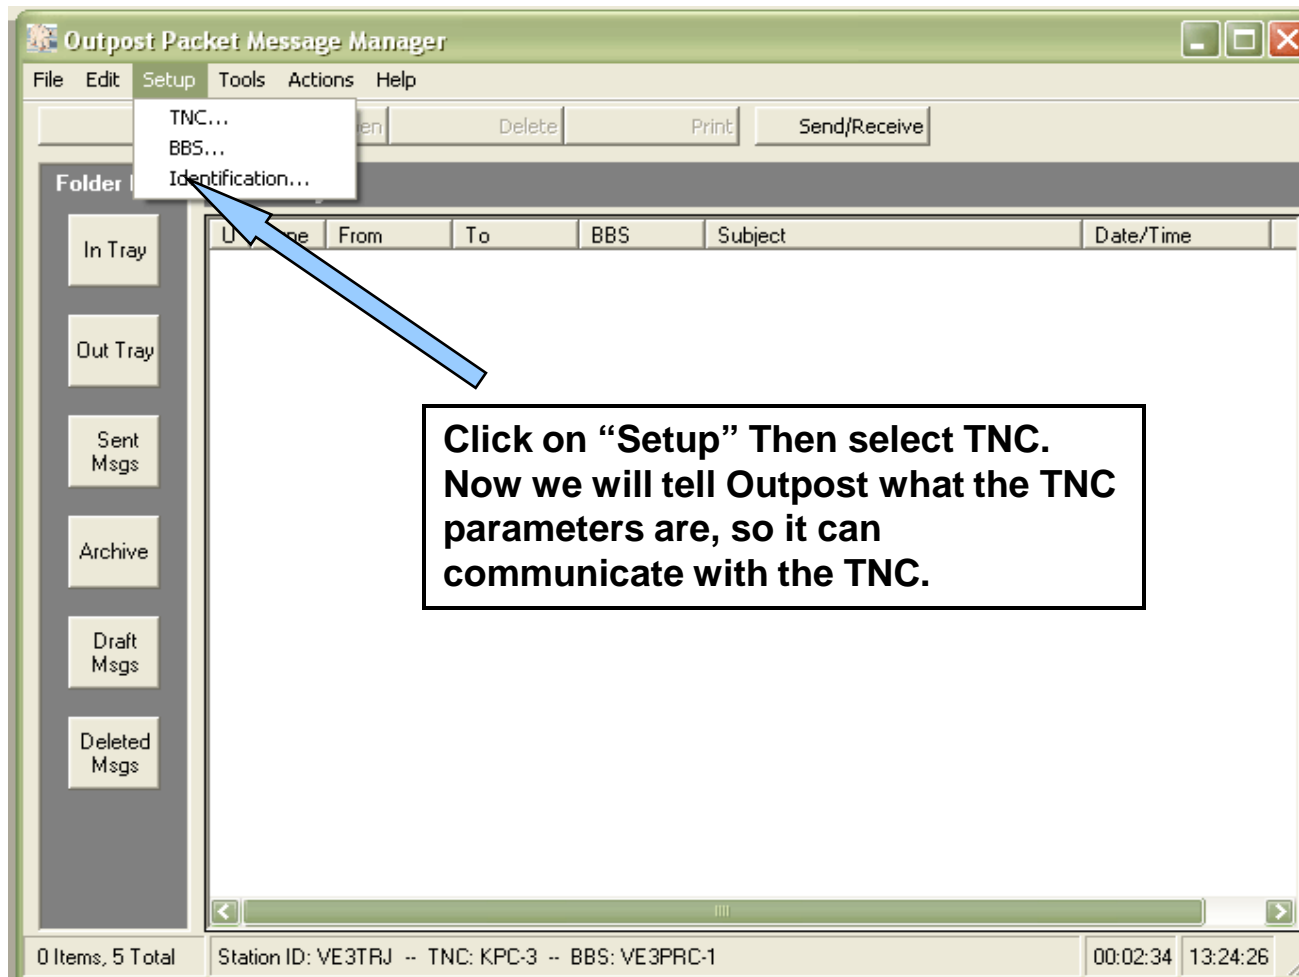 Outpost Packet Message Manager
File Edit Setup Tools Actions Help
TNC...
BBS...
Identification...
Delete
Print
Send/Receive
Folder
In Tray
Out Tray
Sent
Msgs
Archive
Draft
Msgs
Deleted
Msgs
From To BBS Subject Date/Time
Click on “Setup” Then select TNC.
Now we will tell Outpost what the TNC
parameters are, so it can
communicate with the TNC.
0 Items, 5 Total
Station ID: VE3TRJ -- TNC: KPC-3 -- BBS: VE3PRC-1
00:02:34 13:24:26